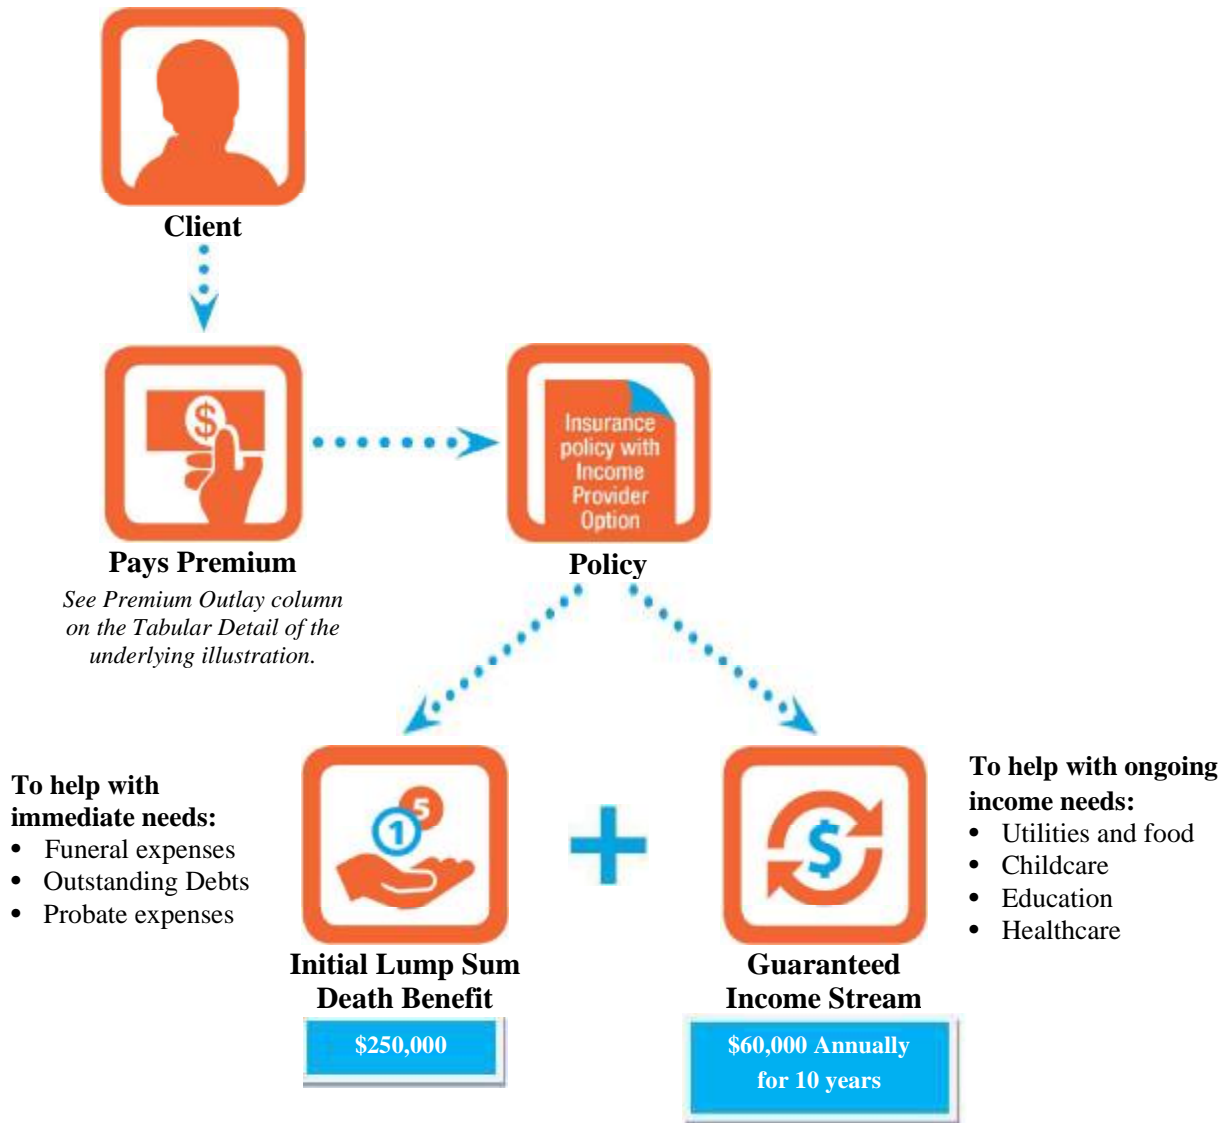 Client
$
Pays Premium
See Premium Outlay column
on the Tabular Detail of the
underlying illustration.
Insurance
policy with
Income
Provider
Option
Policy
To help with
immediate needs:
• Funeral expenses
• Outstanding Debts
• Probate expenses
5
1
Initial Lump Sum
Death Benefit
$250,000
+
$
Guaranteed
Income Stream
$60,000 Annually
for 10 years
To help with ongoing
income needs:
• Utilities and food
• Childcare
• Education
• Healthcare